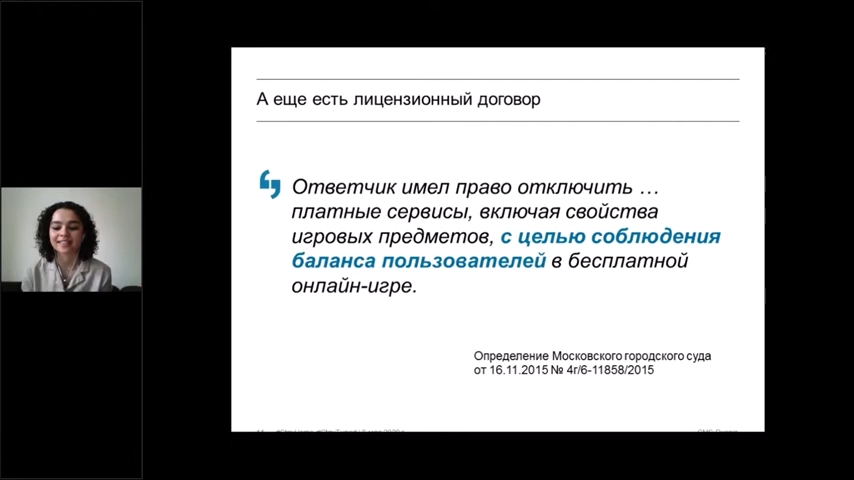 А еще есть лицензионный договор
Ответчик имел право отключить …
платные сервисы, включая свойства
игровых предметов, с целью соблюдения
баланса пользователей в бесплатной
онлайн-игре.
Определение Московского городского суда
от 16.11.2015 № 4г/6-11858/2015